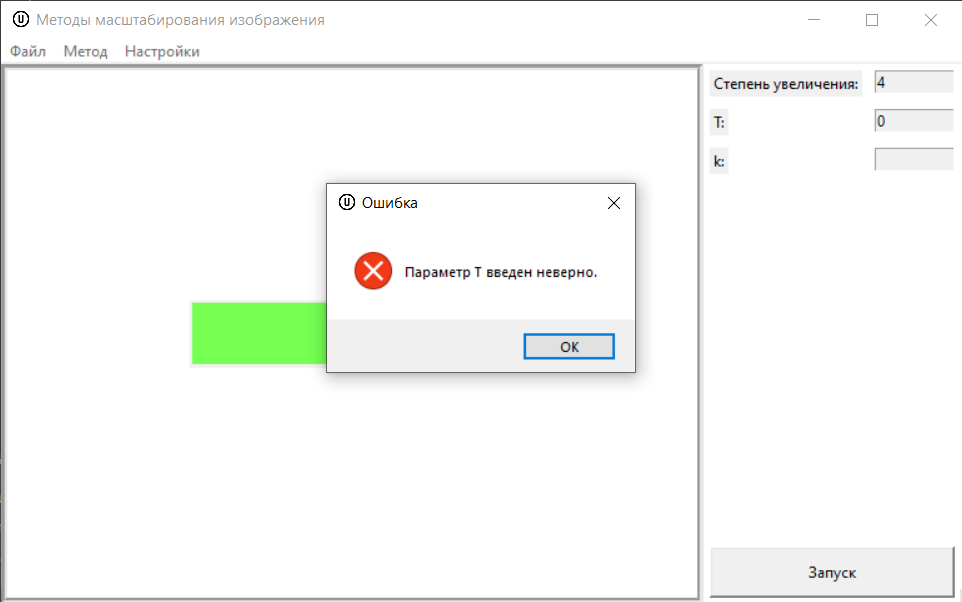 Методы масштабирования изображения
Файл Метод Настройки
Степень увеличения: 4
T: 0
k:
Ошибка
Параметр T введен неверно.
OK
Запуск